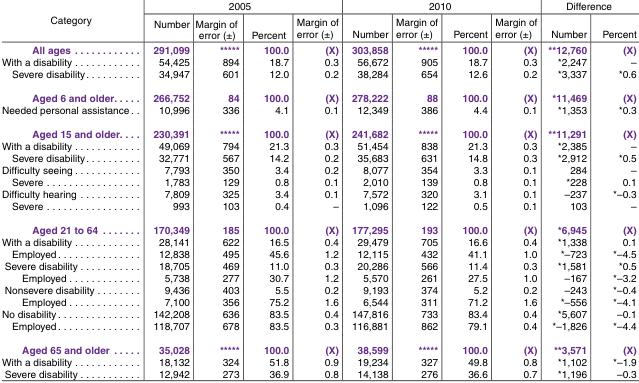 Category 2005 2010 Difference
Number Margin of error (±) Percent Margin of error (±) Number Margin of error (±) Percent Margin of error (±) Number Percent
All ages . . . . . . . . . . . . 291,099 ***** 100.0 (X) 303,858 ***** 100.0 (X) **12,760 (X)
With a disability . . . . . . . . . . . . . 54,425 894 18.7 0.3 56,672 905 18.7 0.3 *2,247 –
Severe disability . . . . . . . . . . . 34,947 601 12.0 0.2 38,284 654 12.6 0.2 *3,337 *0.6
Aged 6 and older. . . . . 266,752 84 100.0 (X) 278,222 88 100.0 (X) *11,469 (X)
Needed personal assistance . . 10,996 336 4.1 0.1 12,349 386 4.4 0.1 *1,353 *0.3
Aged 15 and older. . . . 230,391 ***** 100.0 (X) 241,682 ***** 100.0 (X) **11,291 (X)
With a disability . . . . . . . . . . . . . 49,069 794 21.3 0.3 51,454 838 21.3 0.3 *2,385 –
Severe disability . . . . . . . . . . . 32,771 567 14.2 0.2 35,683 631 14.8 0.3 *2,912 *0.5
Difficulty seeing . . . . . . . . . . . . . 7,793 350 3.4 0.2 8,077 354 3.3 0.1 284 –
Severe . . . . . . . . . . . . . . . . . . 1,783 129 0.8 0.1 2,010 139 0.8 0.1 *228 0.1
Difficulty hearing . . . . . . . . . . . . 7,809 325 3.4 0.1 7,572 320 3.1 0.1 –237 *–0.3
Severe . . . . . . . . . . . . . . . . . . 993 103 0.4 – 1,096 122 0.5 0.1 103 –
Aged 21 to 64 . . . . . . . 170,349 185 100.0 (X) 177,295 193 100.0 (X) *6,945 (X)
With a disability . . . . . . . . . . . . . 28,141 622 16.5 0.4 29,479 705 16.6 0.4 *1,338 0.1
Employed . . . . . . . . . . . . . . . . 12,838 495 45.6 1.2 12,115 432 41.1 1.0 *–723 *–4.5
Severe disability . . . . . . . . . . . . 18,705 469 11.0 0.3 20,286 566 11.4 0.3 *1,581 *0.5
Employed . . . . . . . . . . . . . . . 5,738 277 30.7 1.2 5,570 261 27.5 1.0 –167 *–3.2
Nonsevere disability . . . . . . . . 9,436 403 5.5 0.2 9,193 374 5.2 0.2 –243 *–0.4
Employed . . . . . . . . . . . . . . . 7,100 356 75.2 1.6 6,544 311 71.2 1.6 *–556 *–4.1
No disability . . . . . . . . . . . . . . . . 142,208 636 83.5 0.4 147,816 733 83.4 0.4 *5,607 –0.1
Employed . . . . . . . . . . . . . . . . 118,707 678 83.5 0.3 116,881 862 79.1 0.4 *–1,826 *–4.4
Aged 65 and older . . . . . 35,028 ***** 100.0 (X) 38,599 ***** 100.0 (X) **3,571 (X)
With a disability . . . . . . . . . . . . . 18,132 324 51.8 0.9 19,234 327 49.8 0.8 *1,102 *–1.9
Severe disability . . . . . . . . . . . . 12,942 273 36.9 0.8 14,138 276 36.6 0.7 *1,196 –0.3